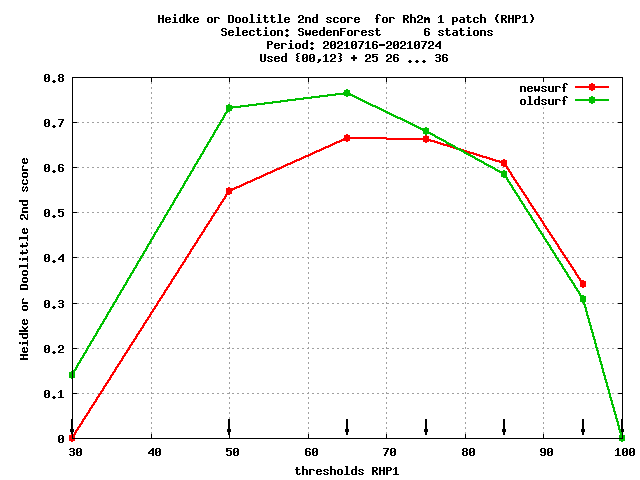 Heidke or Doolittle 2nd score  for Rh2m 1 patch (RHP1)
Selection: SwedenForest      6 stations
Period: 20210716-20210724
Used {00,12} + 25 26 ... 36
newsurf
oldsurf
Heidke or Doolittle 2nd score
0.8
0.7
0.6
0.5
0.4
0.3
0.2
0.1
0
30 40 50 60 70 80 90 100
thresholds RHP1